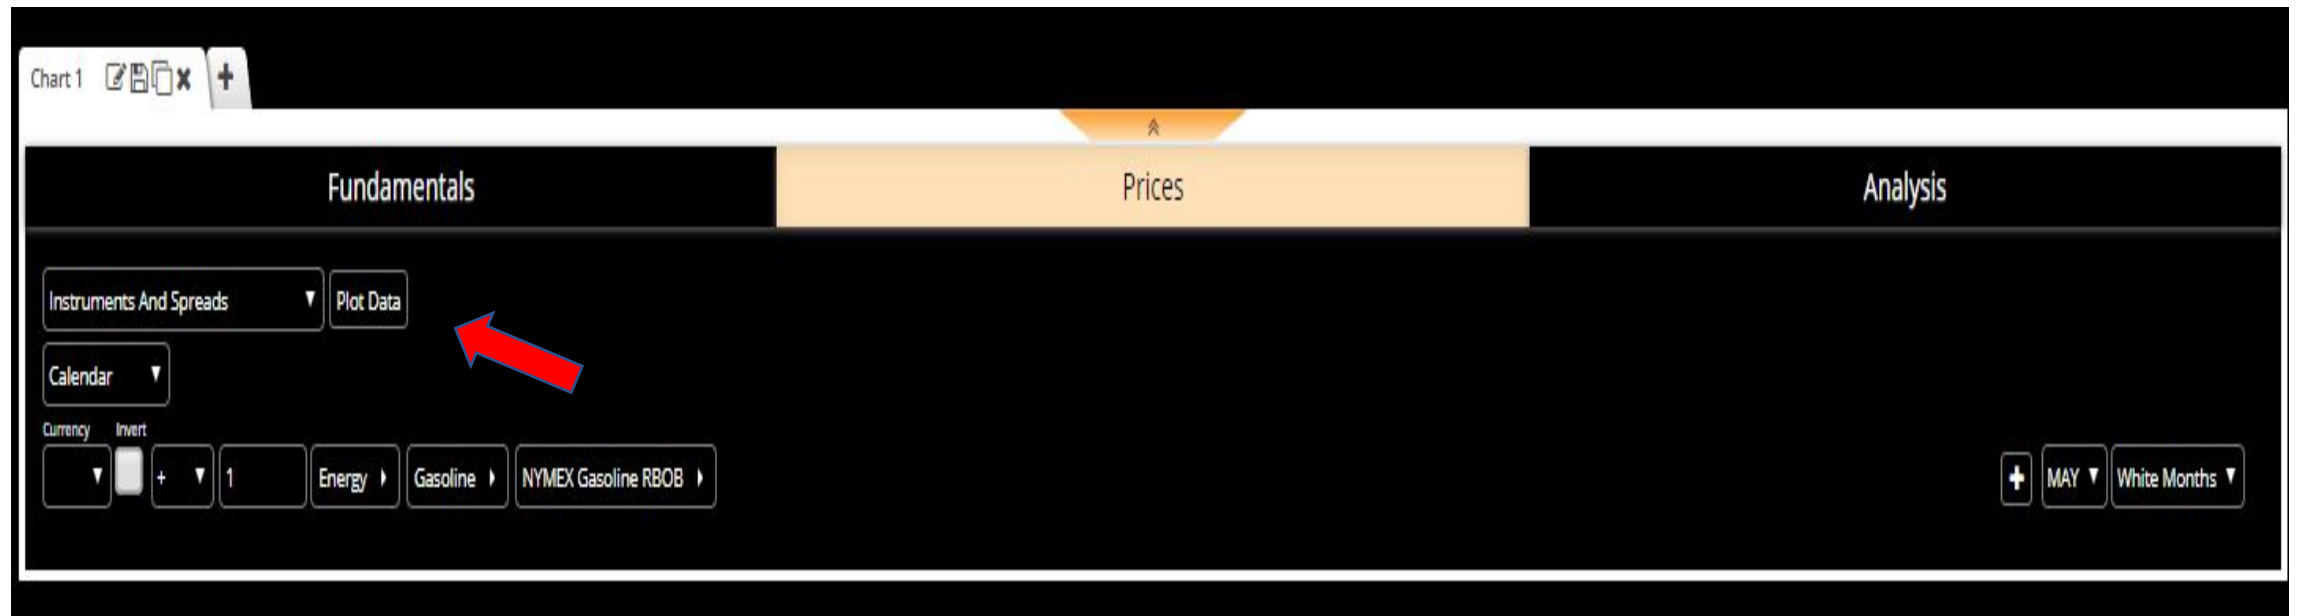 Chart 1
Fundamentals Prices Analysis
Instruments And Spreads Plot Data
Calendar
Currency Invert
+ 1 Energy Gasoline NYMEX Gasoline RBOB + MAY White Months